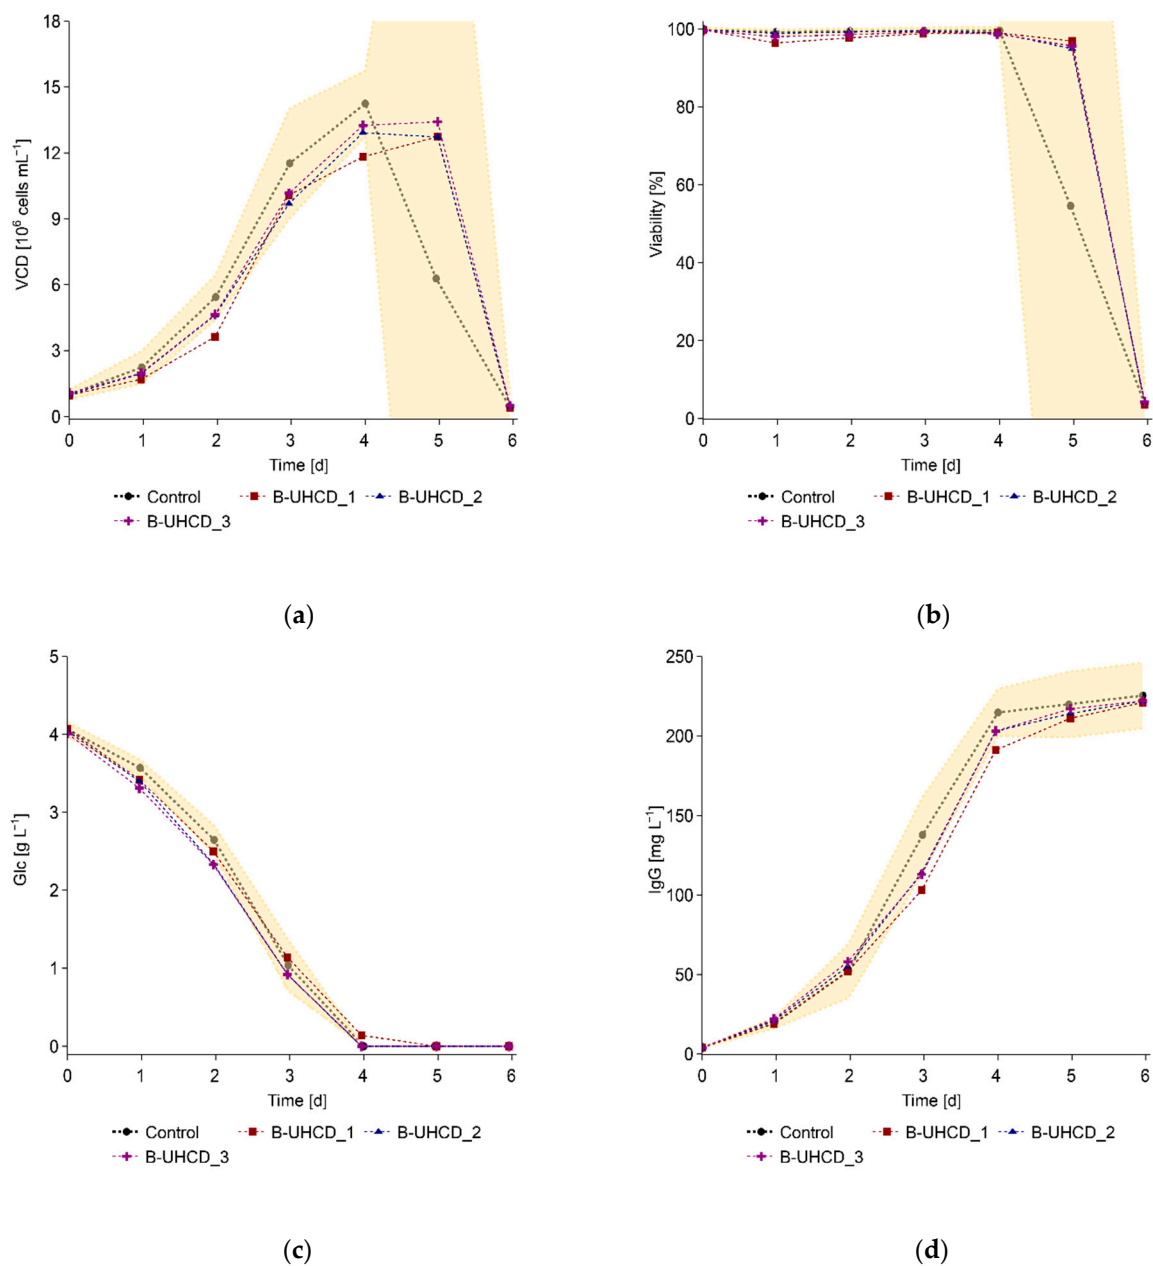 VCD [10⁶ cells mL⁻¹]
18
15
12
9
6
3
0
0 1 2 3 4 5 6
Time [d]
Control B-UHCD_1 B-UHCD_2
B-UHCD_3
(a)
Viability [%]
100
80
60
40
20
0
0 1 2 3 4 5 6
Time [d]
Control B-UHCD_1 B-UHCD_2
B-UHCD_3
(b)
Glc [g L⁻¹]
5
4
3
2
1
0
0 1 2 3 4 5 6
Time [d]
Control B-UHCD_1 B-UHCD_2
B-UHCD_3
(c)
IgG [mg L⁻¹]
250
200
150
100
50
0
0 1 2 3 4 5 6
Time [d]
Control B-UHCD_1 B-UHCD_2
B-UHCD_3
(d)